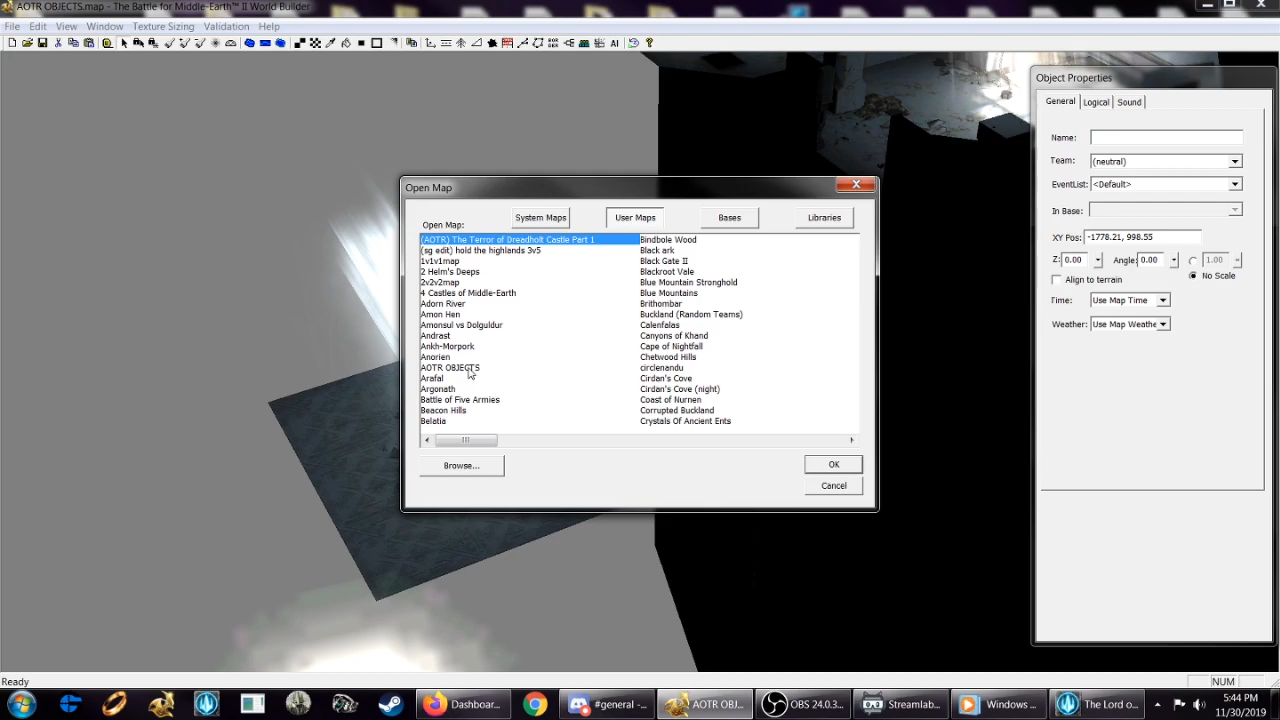 AOTR OBJECTS.map - The Battle for Middle-Earth™ II World Builder
File Edit View Window Texture Sizing Validation Help
Object Properties
General Logical Sound
Name:
Team: (neutral)
EventList: <Default>
In Base:
XY Pos: -1778.21, 998.55
Z: 0.00 Angle: 0.00 1.00
No Scale
Align to terrain
Time: Use Map Time
Weather: Use Map Weathe
Open Map
Open Map: System Maps User Maps Bases Libraries
(AOTR) The Terror of Dreadholt Castle Part 1 Bindbole Wood
(sg edit) hold the highlands 3v5 Black ark
1v1v1map Black Gate II
2 Helm's Deeps Blackroot Vale
2v2v2map Blue Mountain Stronghold
4 Castles of Middle-Earth Blue Mountains
Adorn River Brithombar
Amon Hen Buckland (Random Teams)
Amonsul vs Dolguldur Calenfalas
Andrast Canyons of Khand
Ankh-Morpork Cape of Nightfall
Anorien Chetwood Hills
AOTR OBJECTS circlenandu
Arafal Cirdan's Cove
Argonath Cirdan's Cove (night)
Battle of Five Armies Coast of Nurnen
Beacon Hills Corrupted Buckland
Belatia Crystals Of Ancient Ents
Browse... OK
Cancel
Ready NUM
Dashboar... #general -... AOTR OBJ... OBS 24.0.3... Streamlab... Windows ... The Lord o... 5:44 PM
11/30/2019